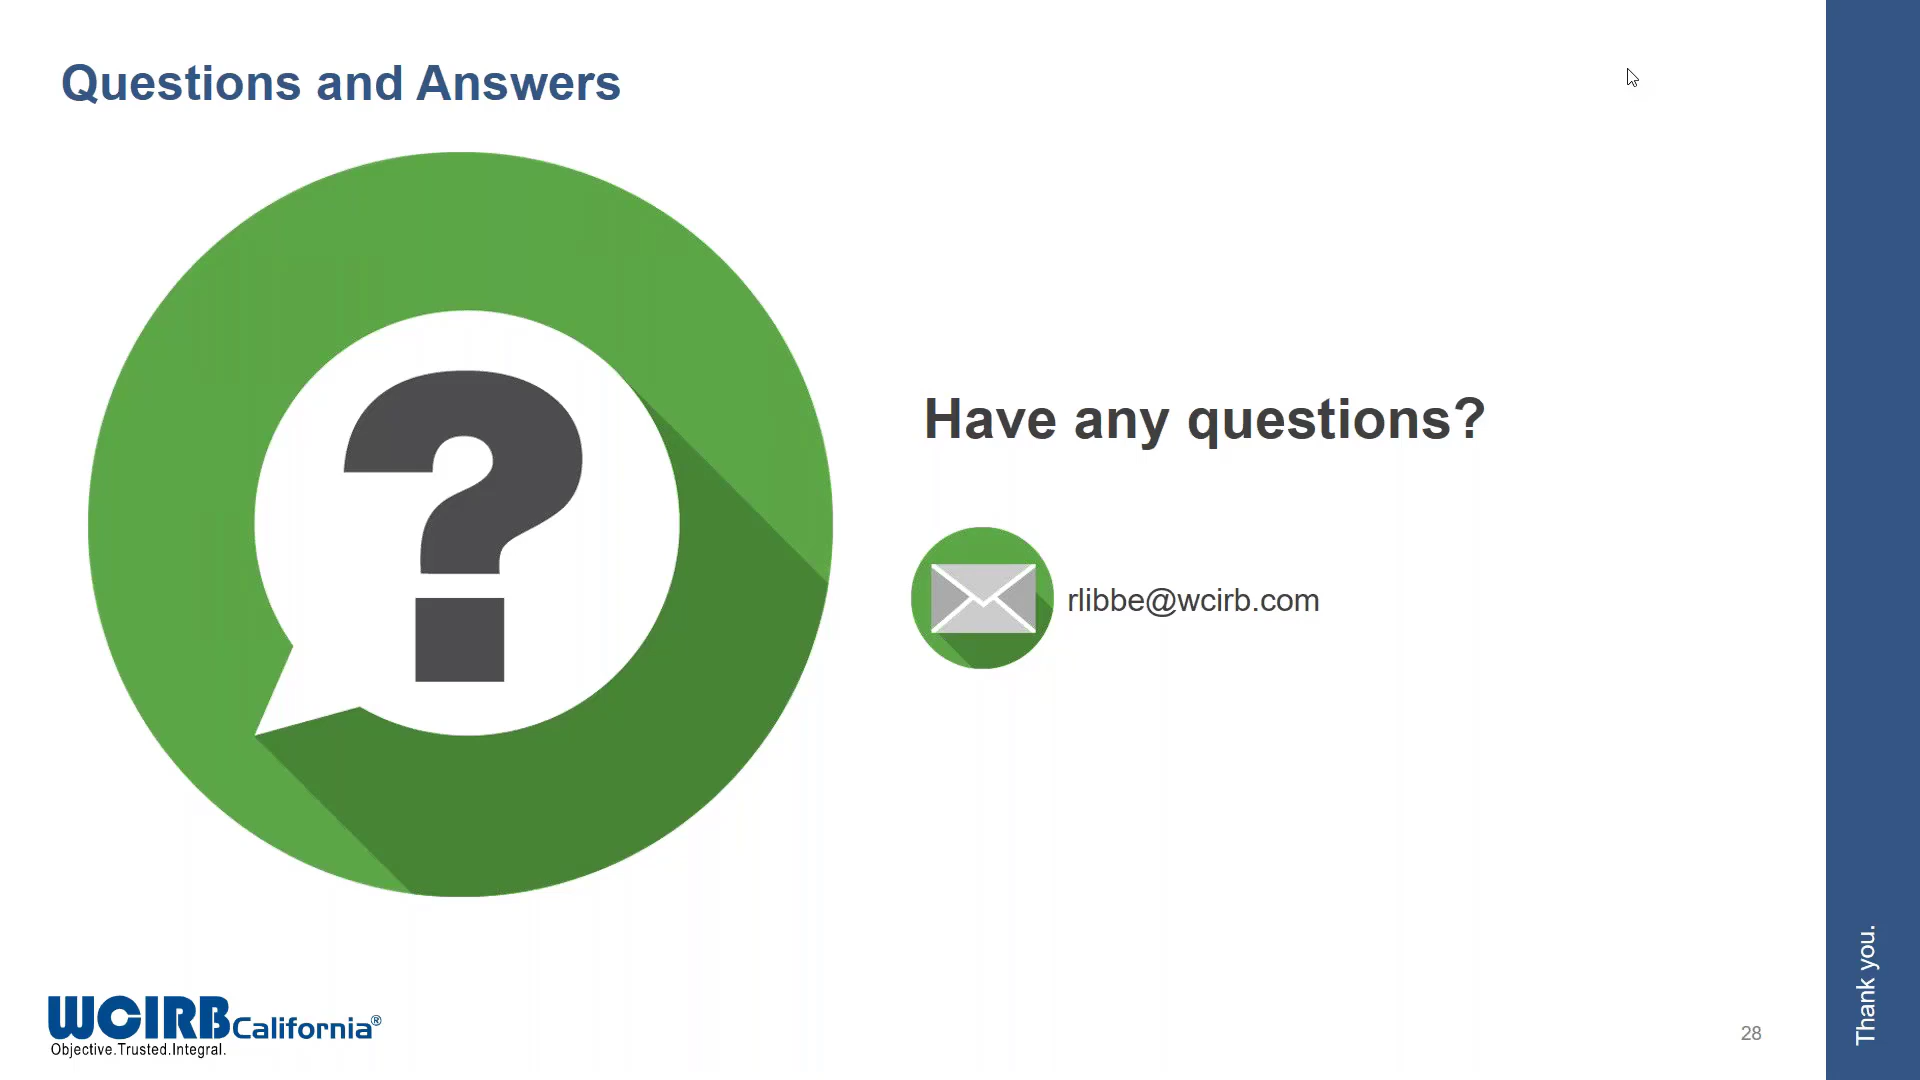 Questions and Answers
?
Have any questions?
rlibbe@wcirb.com
WCIRB California®
Objective.Trusted.Integral.
28
Thank you.